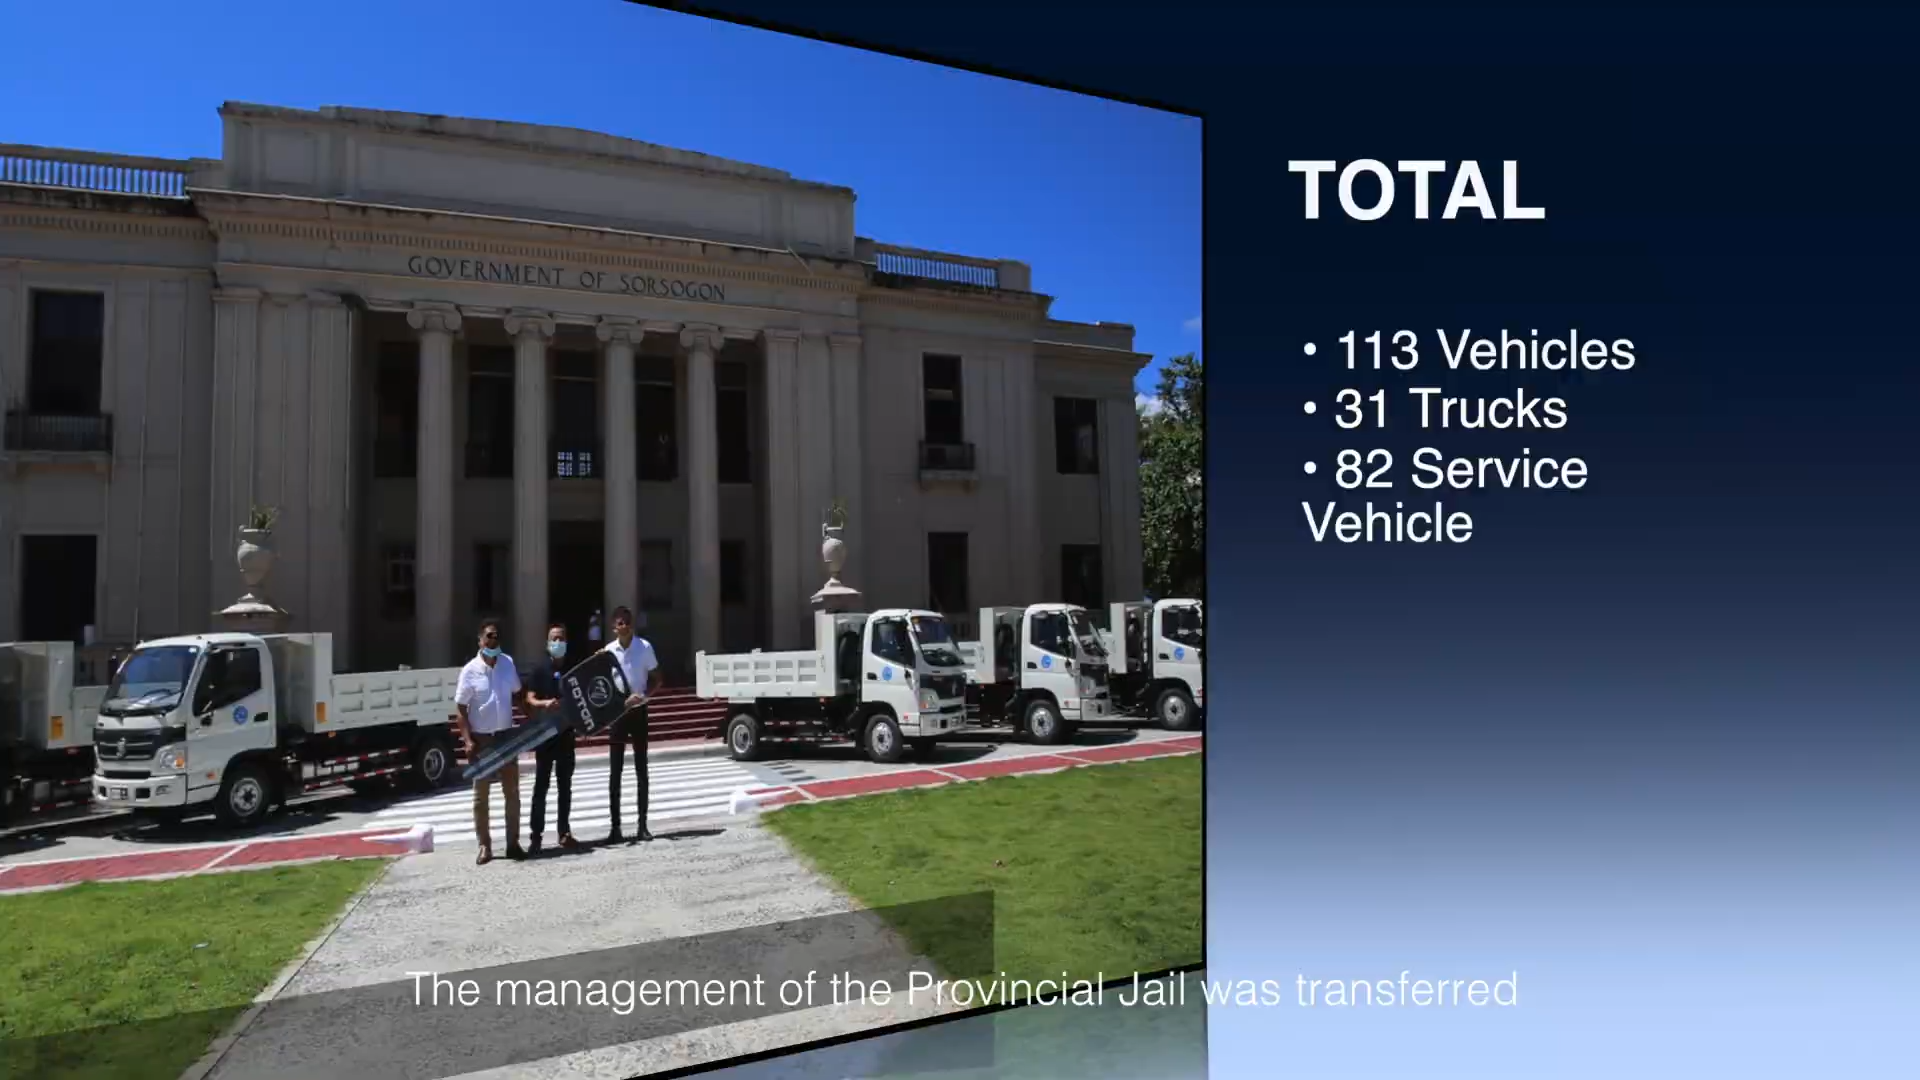 GOVERNMENT OF SORSOGON
FOTON
TOTAL
• 113 Vehicles
• 31 Trucks
• 82 Service
Vehicle
The management of the Provincial Jail was transferred